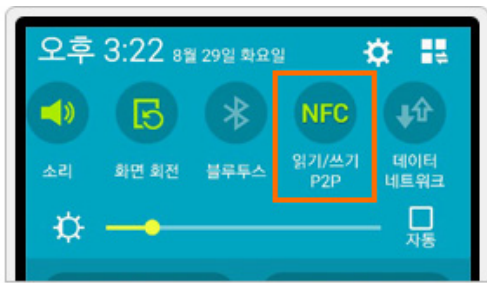 오후 3:22 8월 29일 화요일
소리
화면 회전
블루투스
NFC
읽기/쓰기
P2P
데이터
네트워크
자동